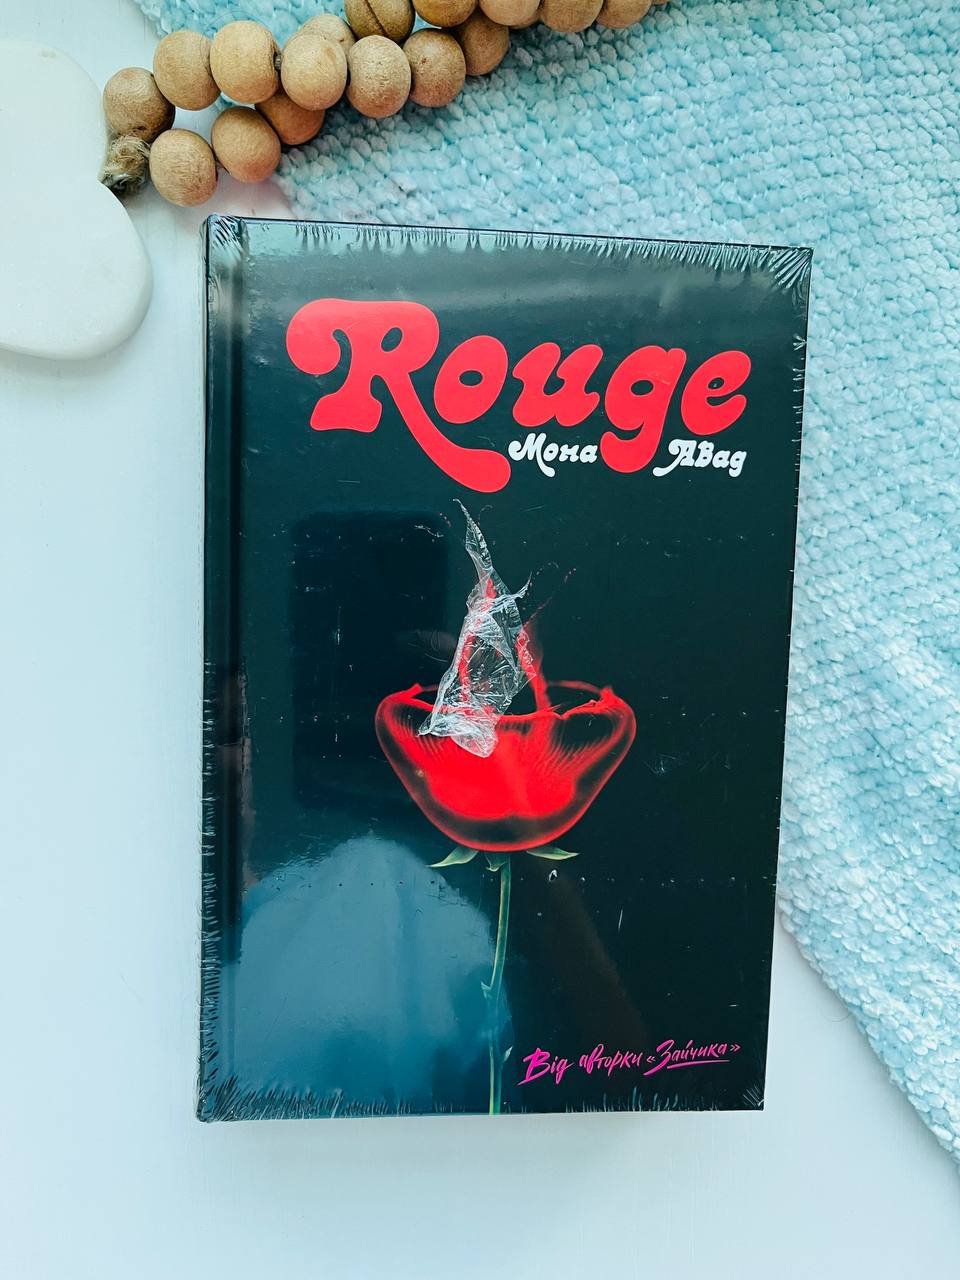 Rouge
Мона Авад
Від авторки «Зайчика»